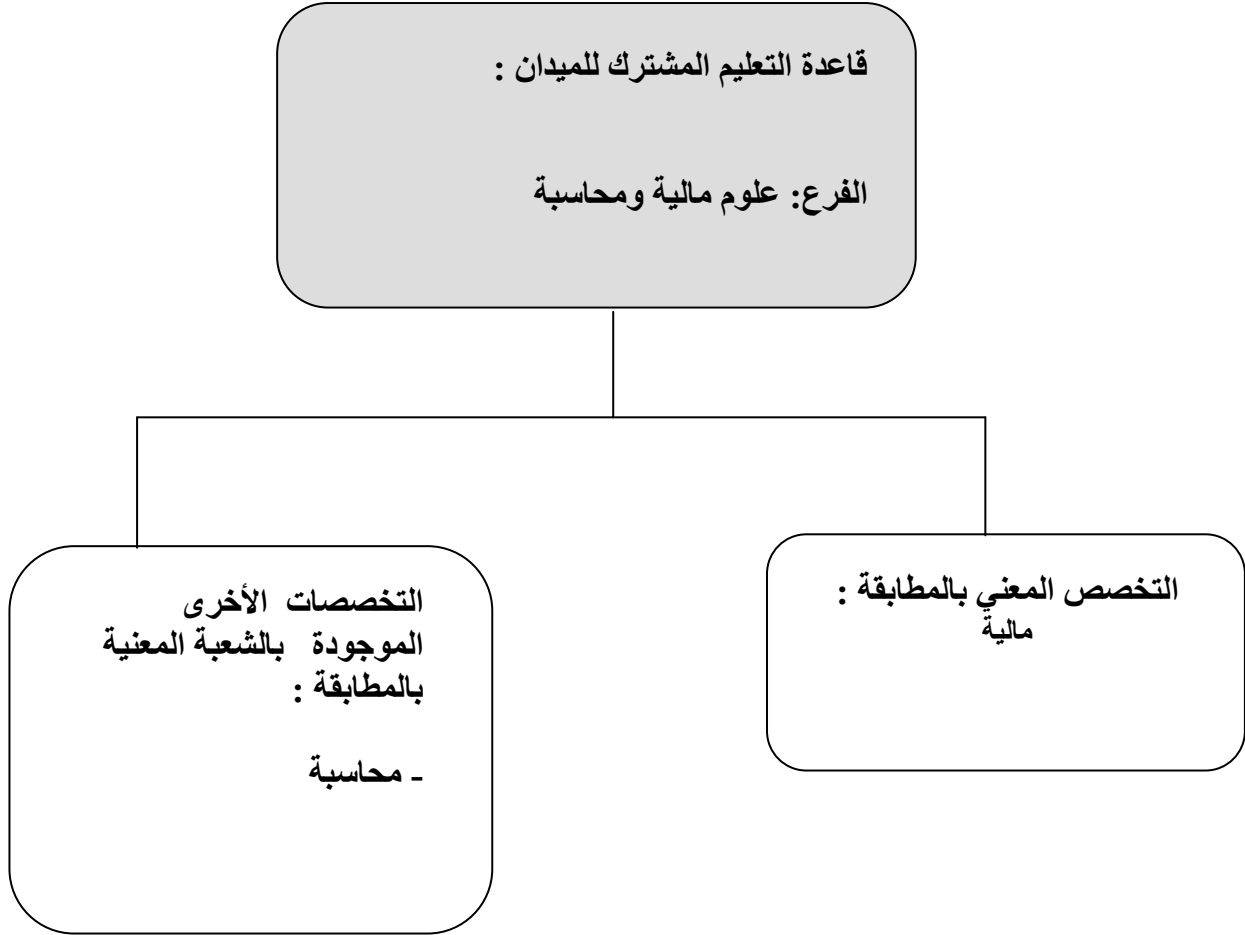 قاعدة التعليم المشترك للميدان :
الفرع: علوم مالية ومحاسبة
التخصص المعني بالمطابقة :
مالية
التخصصات الأخرى
الموجودة بالشعبة المعنية
بالمطابقة :
- محاسبة